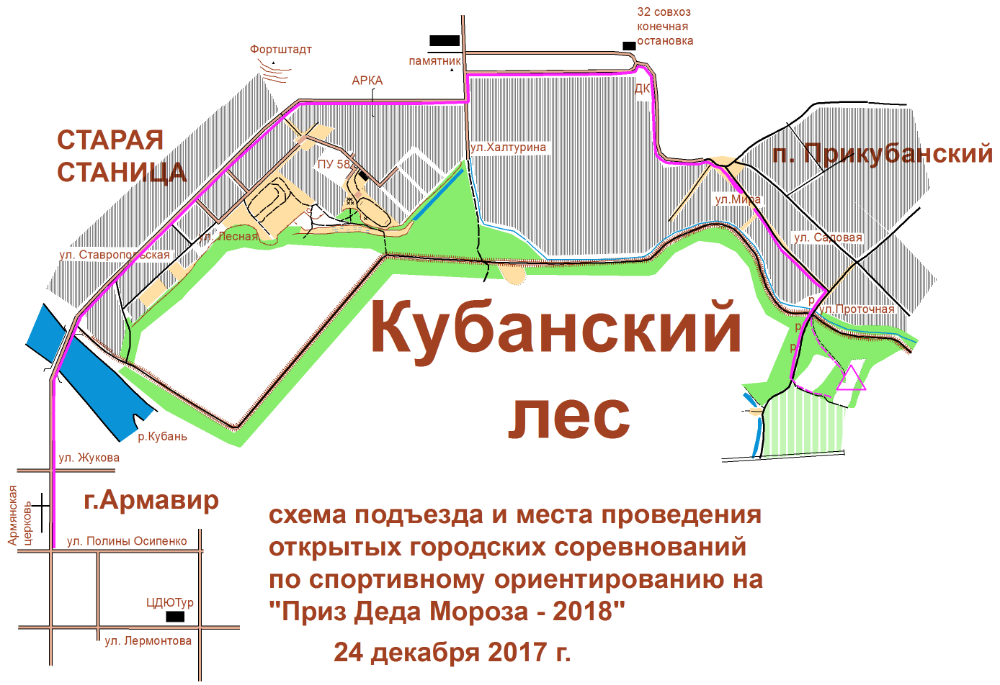 32 совхоз
конечная
остановка
Фортштадт
памятник
АРКА
ДК
СТАРАЯ
СТАНИЦА
ул.Халтурина
п. Прикубанский
ПУ 58
ул.Мира
ул. Лесная
ул. Садовая
ул. Ставропольская
р
ул.Проточная
р
р
Кубанский
лес
р.Кубань
ул. Жукова
г.Армавир
Армянская
церковь
ул. Полины Осипенко
схема подъезда и места проведения
открытых городских соревнований
по спортивному ориентированию на
"Приз Деда Мороза - 2018"
24 декабря 2017 г.
ЦДЮТур
ул. Лермонтова